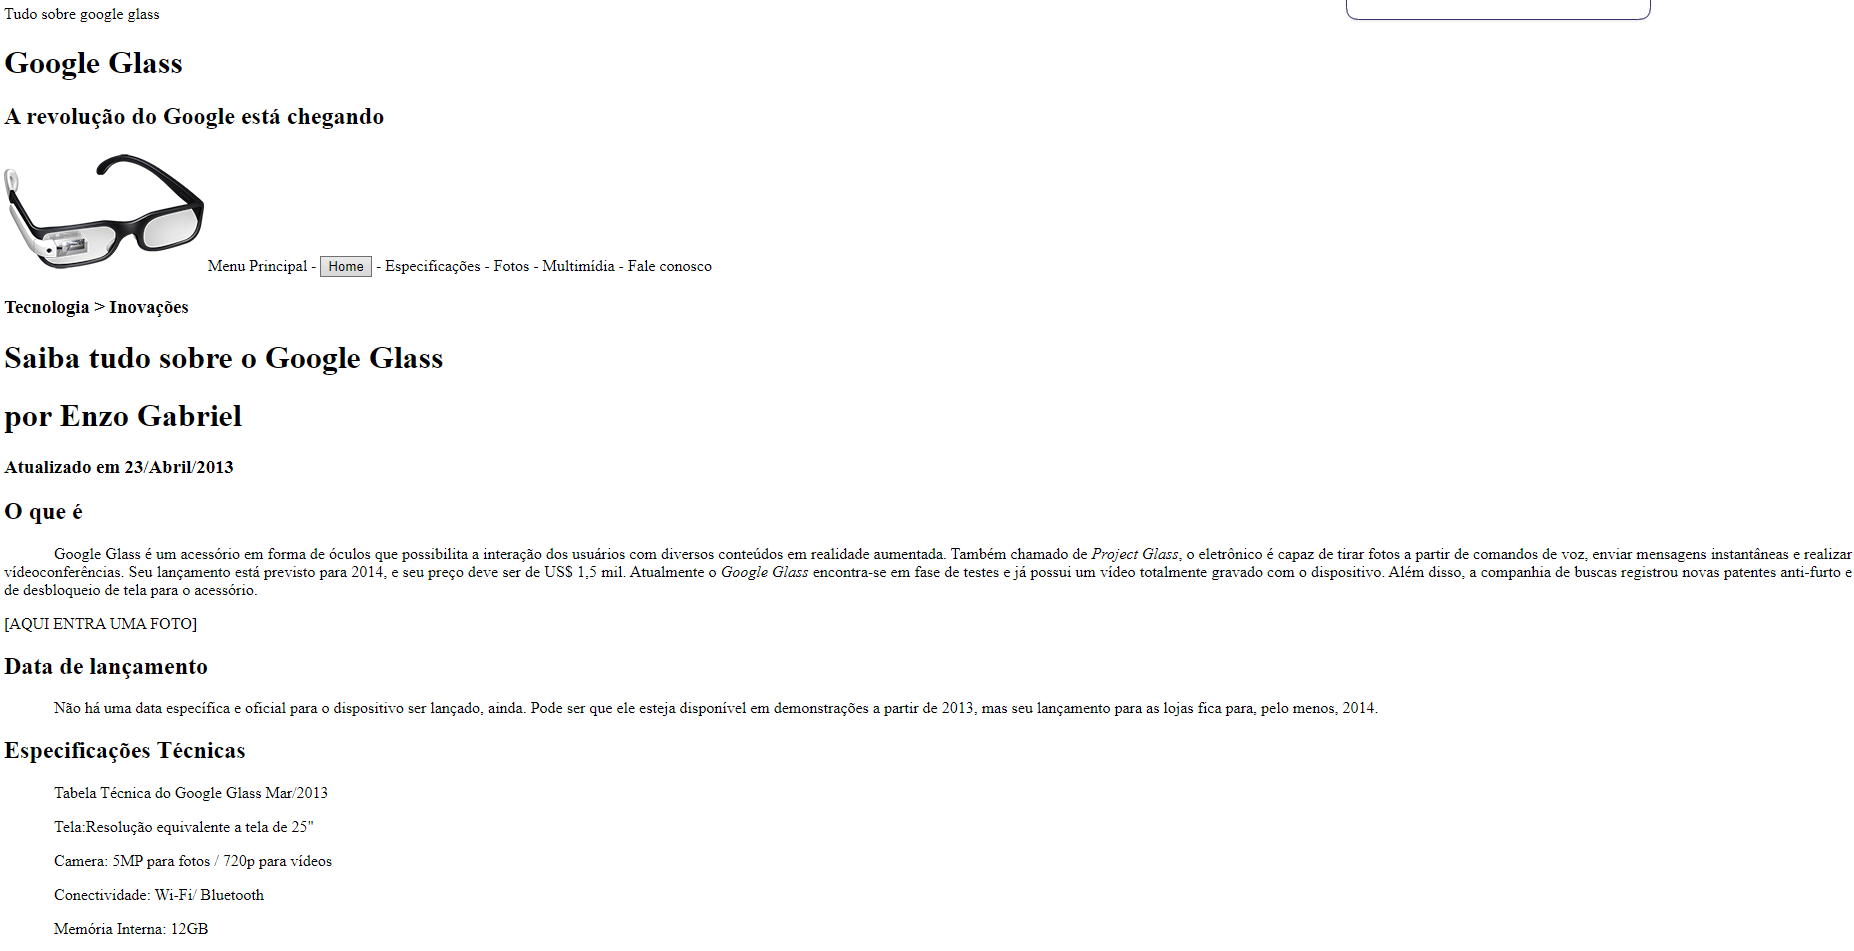 Tudo sobre google glass
Google Glass
A revolução do Google está chegando
Menu Principal - Home - Especificações - Fotos - Multimídia - Fale conosco
Tecnologia > Inovações
Saiba tudo sobre o Google Glass
por Enzo Gabriel
Atualizado em 23/Abril/2013
O que é
Google Glass é um acessório em forma de óculos que possibilita a interação dos usuários com diversos conteúdos em realidade aumentada. Também chamado de Project Glass, o eletrônico é capaz de tirar fotos a partir de comandos de voz, enviar mensagens instantâneas e realizar
vídeoconferências. Seu lançamento está previsto para 2014, e seu preço deve ser de US$ 1,5 mil. Atualmente o Google Glass encontra-se em fase de testes e já possui um vídeo totalmente gravado com o dispositivo. Além disso, a companhia de buscas registrou novas patentes anti-furto e
de desbloqueio de tela para o acessório.
[AQUI ENTRA UMA FOTO]
Data de lançamento
Não há uma data específica e oficial para o dispositivo ser lançado, ainda. Pode ser que ele esteja disponível em demonstrações a partir de 2013, mas seu lançamento para as lojas fica para, pelo menos, 2014.
Especificações Técnicas
Tabela Técnica do Google Glass Mar/2013
Tela:Resolução equivalente a tela de 25"
Camera: 5MP para fotos / 720p para vídeos
Conectividade: Wi-Fi/ Bluetooth
Memória Interna: 12GB